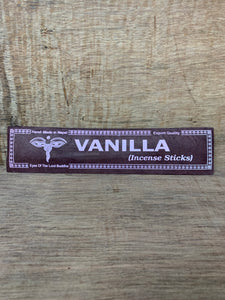 Hand Made in Nepal
Export Quality
VANILLA
(Incense Sticks)
Eyes Of The Lord Buddha